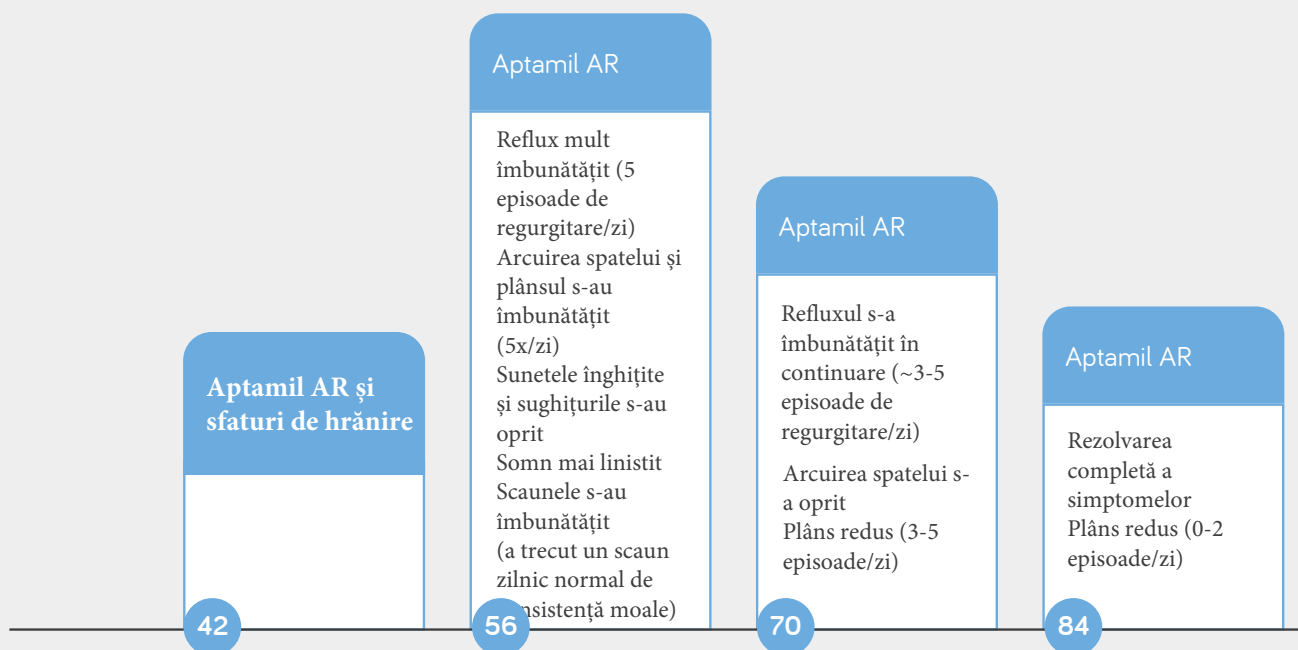 Aptamil AR și
sfaturi de hrănire
42
Aptamil AR
Reflux mult
îmbunătățit (5
episoade de
regurgitare/zi)
Arcuirea spatelui și
plânsul s-au
îmbunătățit
(5x/zi)
Sunetele înghițite
și sughițurile s-au
oprit
Somn mai linistit
Scaunele s-au
îmbunătățit
(a trecut un scaun
zilnic normal de
moale)
56
Aptamil AR
Refluxul s-a
îmbunătățit în
continuare (~3-5
episoade de
regurgitare/zi)
Arcuirea spatelui s-
a oprit
Plâns redus (3-5
episoade/zi)
70
Aptamil AR
Rezolvarea
completă a
simptomelor
Plâns redus (0-2
episoade/zi)
84